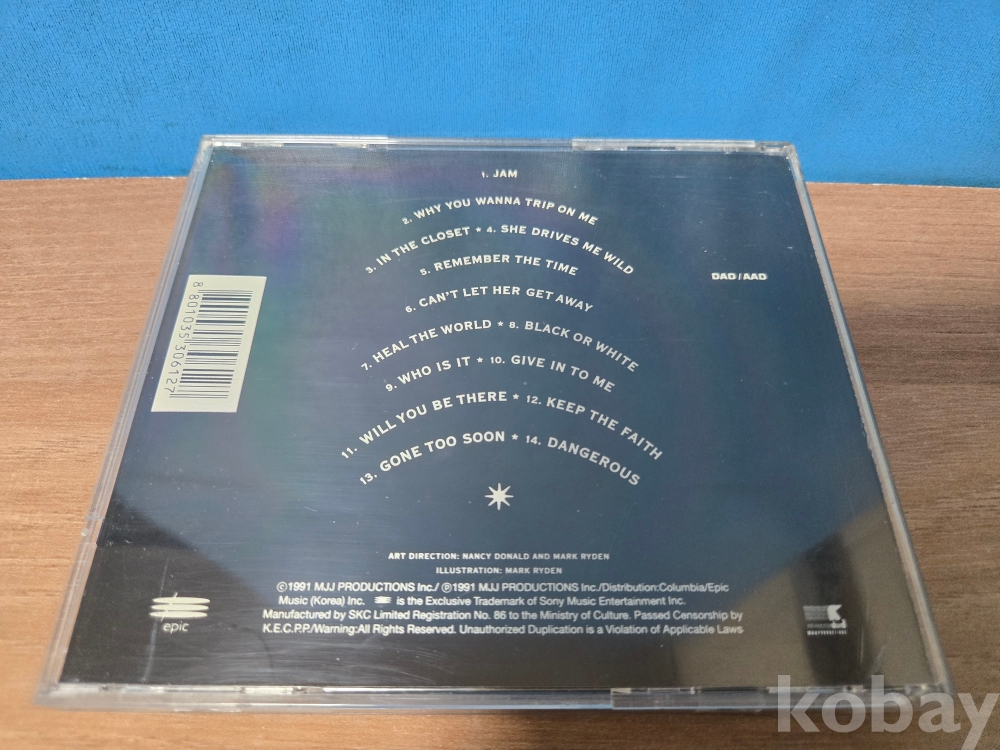 1. JAM
2. WHY YOU WANNA TRIP ON ME
3. IN THE CLOSET * 4. SHE DRIVES ME WILD
5. REMEMBER THE TIME
6. CAN'T LET HER GET AWAY
7. HEAL THE WORLD * 8. BLACK OR WHITE
9. WHO IS IT * 10. GIVE IN TO ME
11. WILL YOU BE THERE * 12. KEEP THE FAITH
13. GONE TOO SOON * 14. DANGEROUS
DAD / AAD
8 801035 306127
ART DIRECTION: NANCY DONALD AND MARK RYDEN
ILLUSTRATION: MARK RYDEN
©1991 MJJ PRODUCTIONS Inc./ ℗1991 MJJ PRODUCTIONS Inc./Distribution:Columbia/Epic
Music (Korea) Inc. is the Exclusive Trademark of Sony Music Entertainment Inc.
Manufactured by SKC Limited Registration No. 86 to the Ministry of Culture. Passed Censorship by
K.E.C.P.P./Warning:All Rights Reserved. Unauthorized Duplication is a Violation of Applicable Laws
epic
kobay